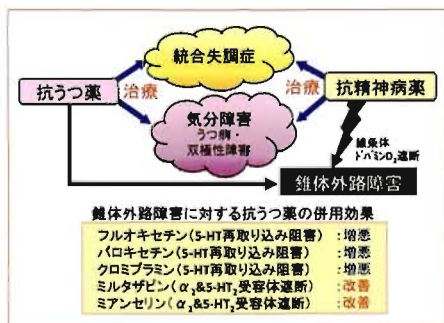 統合失調症
抗うつ薬 治療 治療 抗精神病薬
気分障害
うつ病・
双極性障害
線条体
ドパミンD₂遮断
錐体外路障害
錐体外路障害に対する抗うつ薬の併用効果
フルオキセチン(5-HT再取り込み阻害) :増悪
パロキセチン(5-HT再取り込み阻害) :増悪
クロミプラミン(5-HT再取り込み阻害) :増悪
ミルタザピン(α₂&5-HT₂受容体遮断) :改善
ミアンセリン(α₂&5-HT₂受容体遮断) :改善